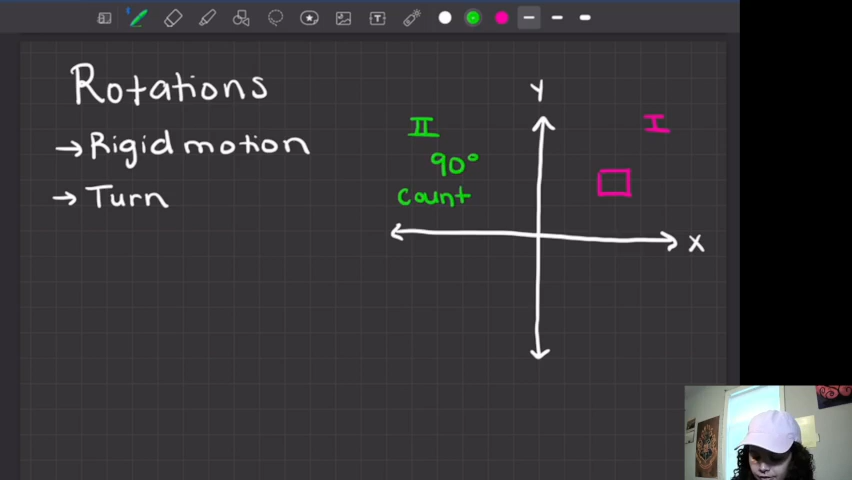 Rotations
→ Rigid motion
→ Turn
Y
II
I
90°
count
X